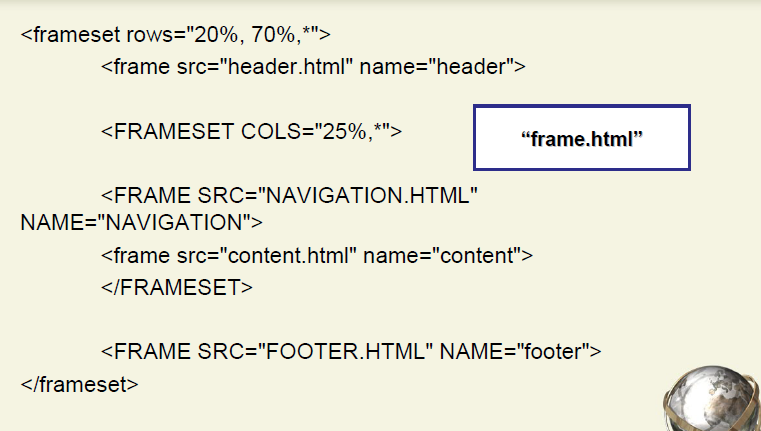 <frameset rows="20%, 70%,*">
<frame src="header.html" name="header">
<FRAMESET COLS="25%,*">
“frame.html”
<FRAME SRC="NAVIGATION.HTML"
NAME="NAVIGATION">
<frame src="content.html" name="content">
</FRAMESET>
<FRAME SRC="FOOTER.HTML" NAME="footer">
</frameset>